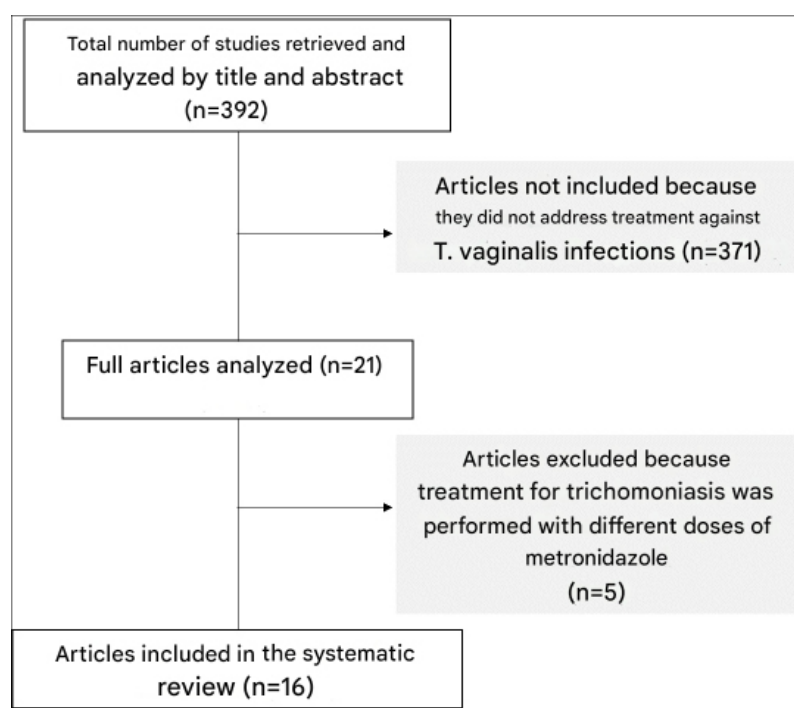 Total number of studies retrieved and
analyzed by title and abstract
(n=392)
Articles not included because
they did not address treatment against
T. vaginalis infections (n=371)
Full articles analyzed (n=21)
Articles excluded because
treatment for trichomoniasis was
performed with different doses of
metronidazole
(n=5)
Articles included in the systematic
review (n=16)